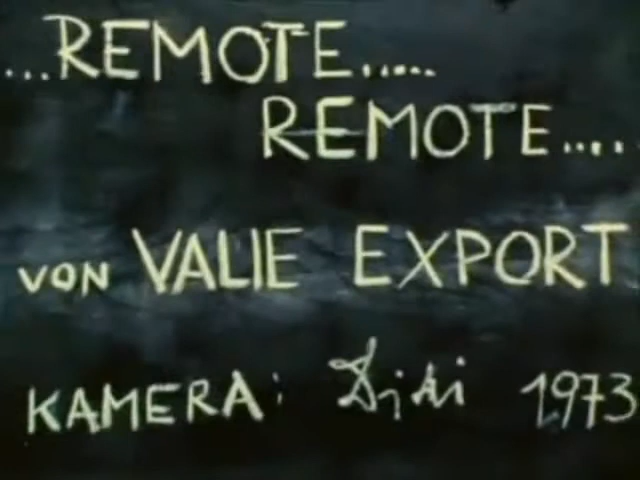 ...REMOTE.....
REMOTE.....
VON VALIE EXPORT
KAMERA: Didi 1973